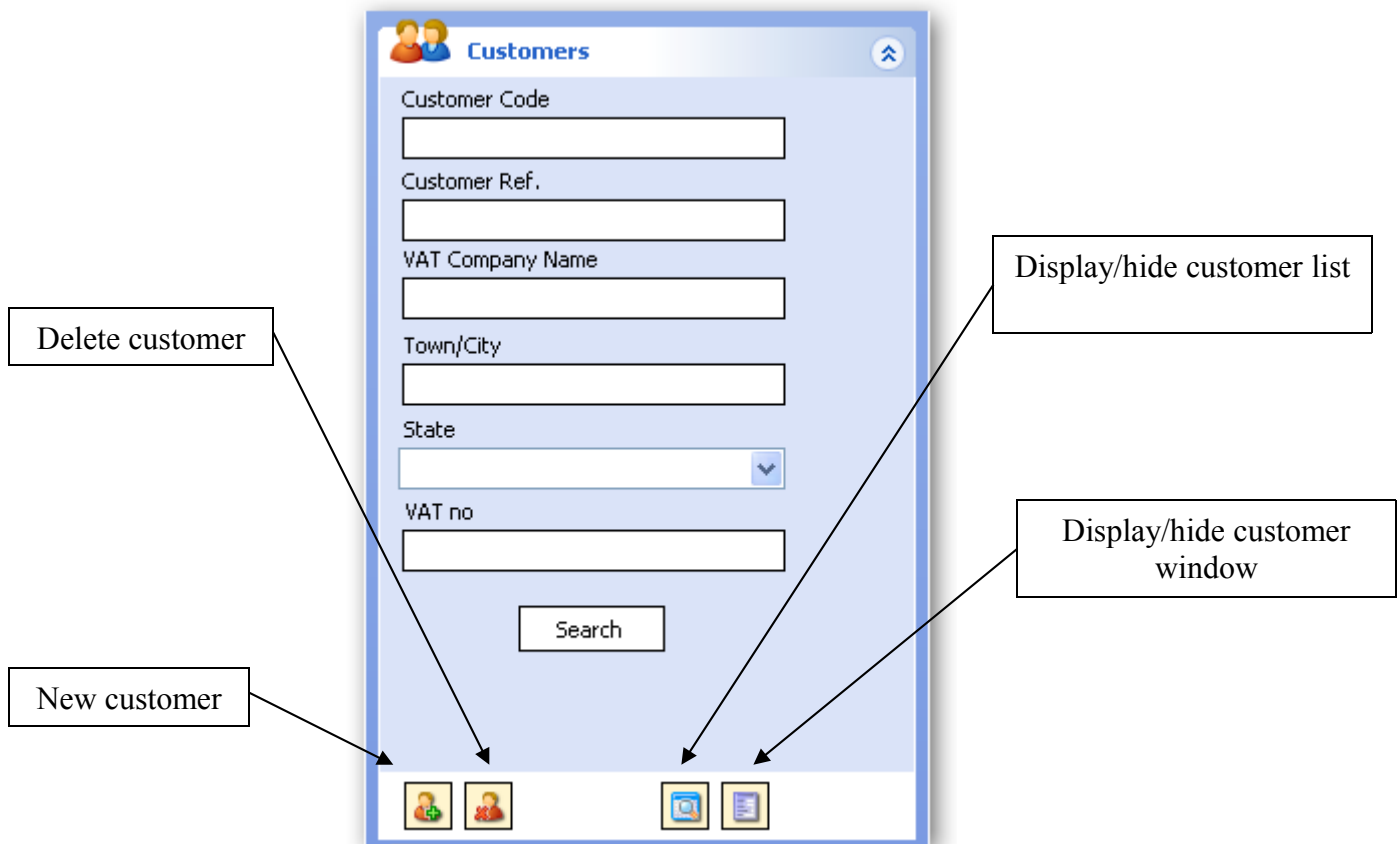 Customers
Customer Code
Customer Ref.
VAT Company Name
Town/City
State
VAT no
Search
Delete customer
New customer
Display/hide customer list
Display/hide customer
window